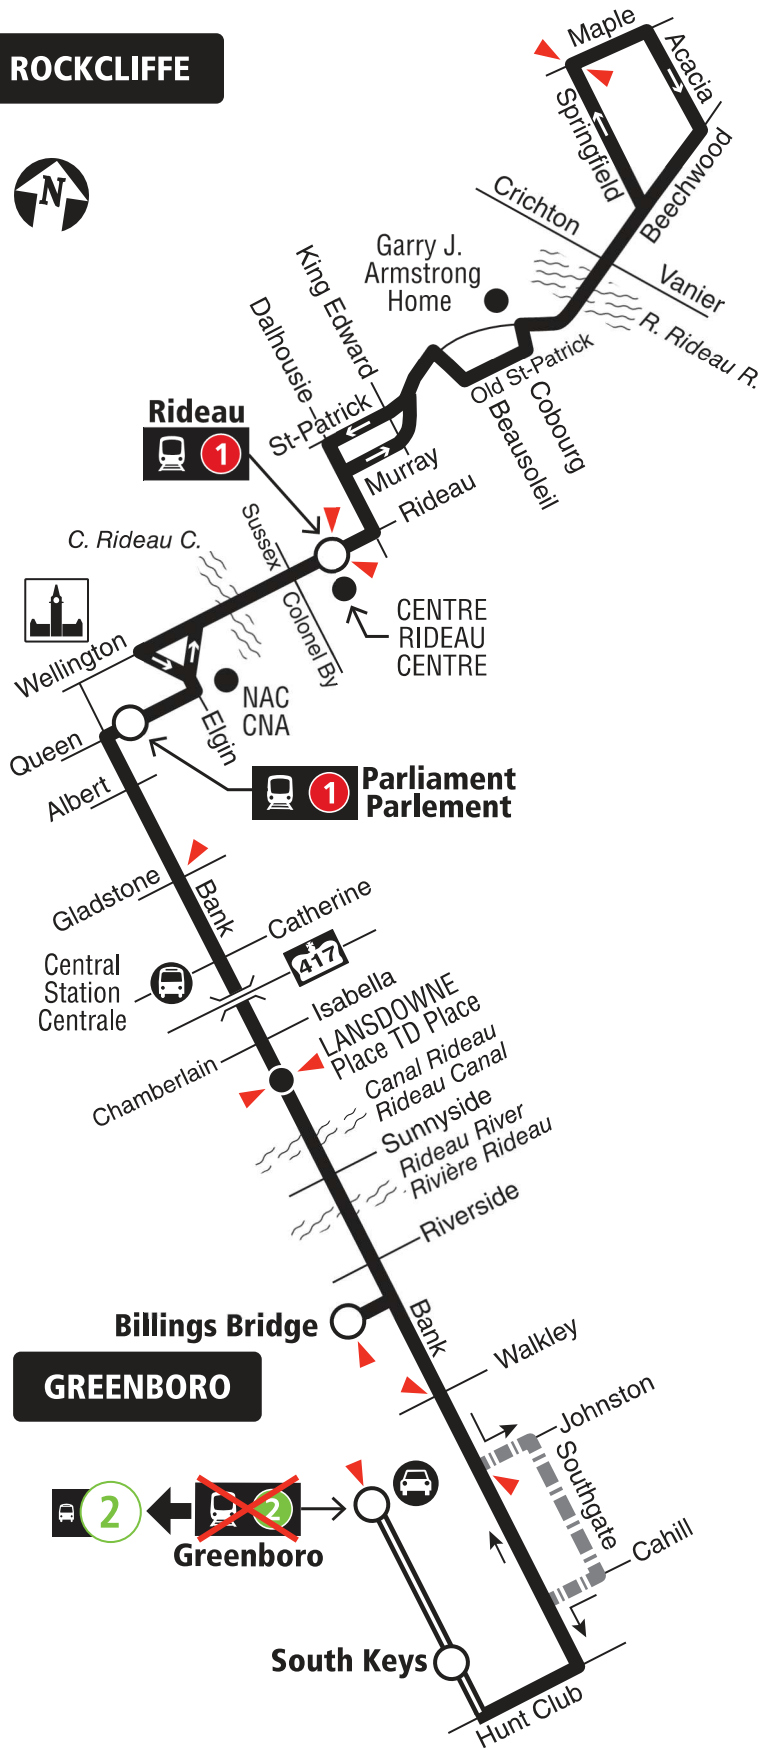 Maple
ROCKCLIFFE
Acacia
Springfield
Beechwood
N
Crichton
Garry J.
Armstrong
Home
King Edward
Vanier
R. Rideau R.
Dalhousie
Old St-Patrick
Cobourg
Beausoleil
Rideau
1
St-Patrick
Murray
Rideau
Sussex
C. Rideau C.
Colonel By
CENTRE
RIDEAU
CENTRE
Wellington
NAC
CNA
Elgin
Queen
Parliament
Parlement
1
Albert
Gladstone
Bank
Catherine
417
Central
Station
Centrale
Isabella
LANSDOWNE
Place TD Place
Chamberlain
Canal Rideau
Rideau Canal
Sunnyside
Rideau River
Rivière Rideau
Riverside
Billings Bridge
Bank
Walkley
GREENBORO
Johnston
Southgate
2
2
Greenboro
Cahill
South Keys
Hunt Club